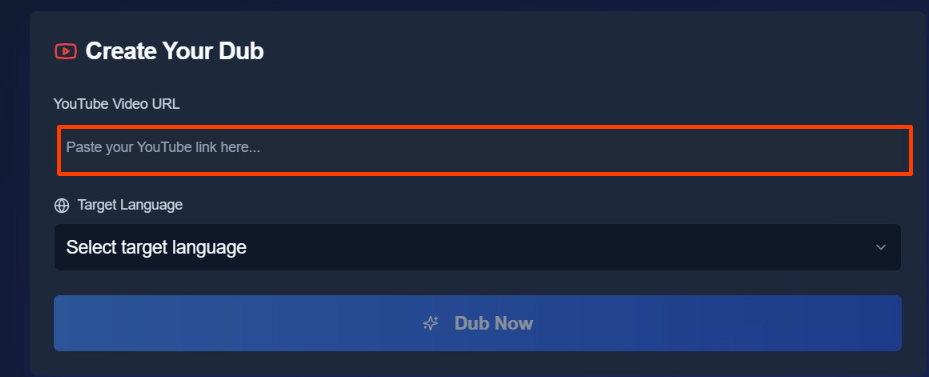 Create Your Dub
YouTube Video URL
Paste your YouTube link here...
Target Language
Select target language
Dub Now